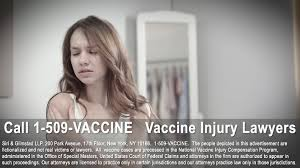 Call 1-509-VACCINE Vaccine Injury Lawyers
Siri & Glimstad LLP, 200 Park Avenue, 17th Floor, New York, NY 10166. 1-509-VACCINE. The people depicted in this advertisement are
fictionalized and not real clients or lawyers. All vaccine cases are processed in the National Vaccine Injury Compensation Program,
administered in the Office of Special Masters, United States Court of Federal Claims and attorneys in the firm are authorized to appear in
such proceedings. Our licensed attorneys are to practice in certain jurisdictions and our attorneys practice law only in those jurisdictions